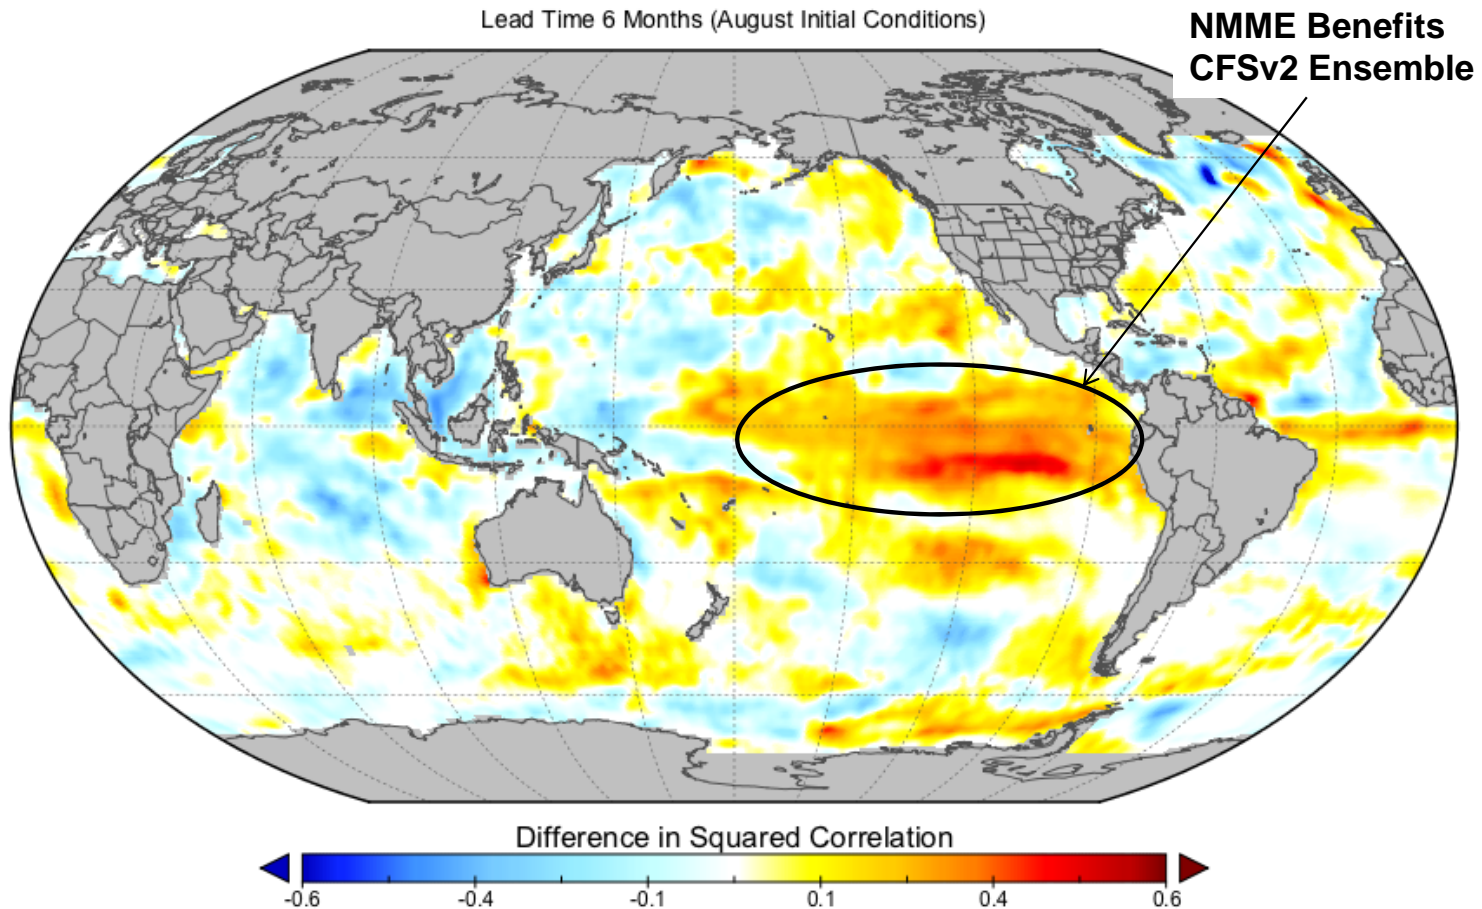 Lead Time 6 Months (August Initial Conditions)
NMME Benefits
CFSv2 Ensemble
Difference in Squared Correlation
-0.6 -0.4 -0.1 0.1 0.4 0.6